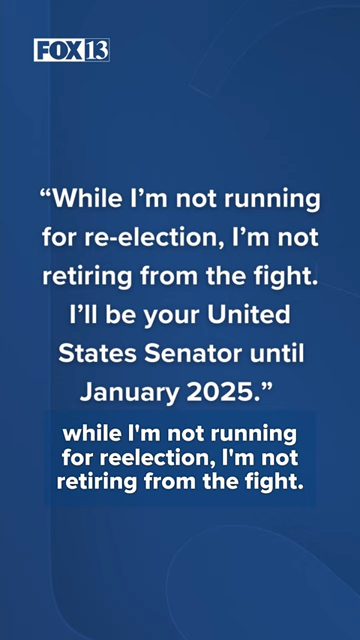 FOX 13
“While I’m not running
for re-election, I’m not
retiring from the fight.
I’ll be your United
States Senator until
January 2025.”
while I'm not running
for reelection, I'm not
retiring from the fight.